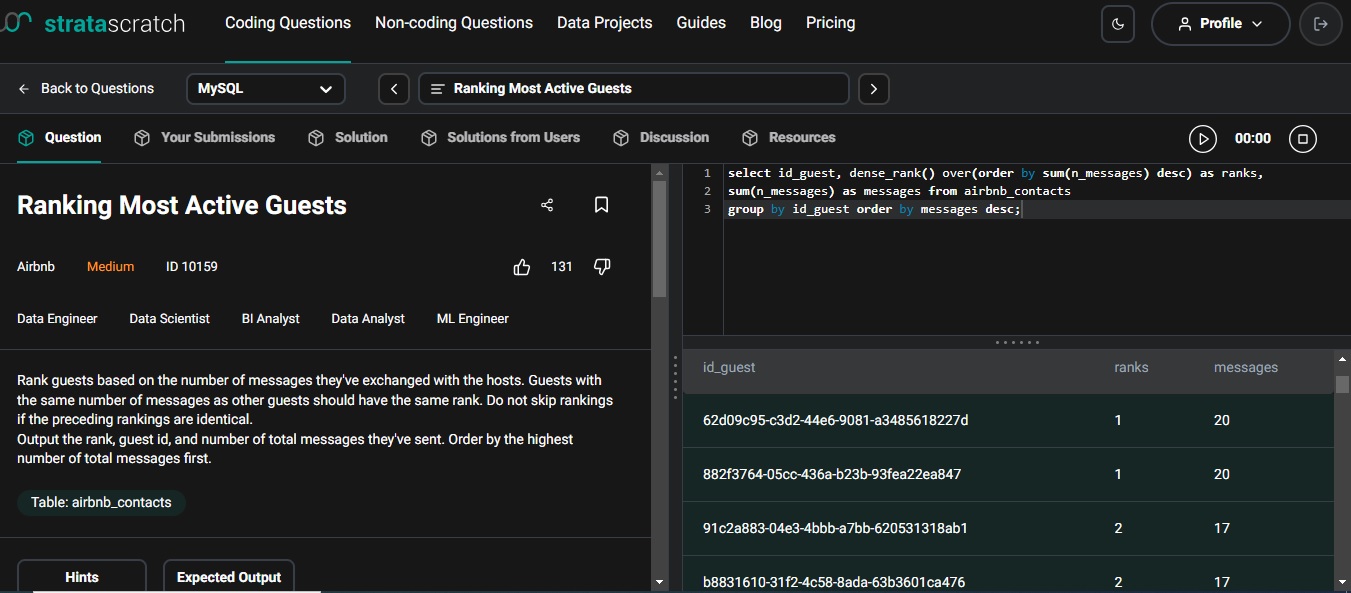 stratascratch
Coding Questions
Non-coding Questions
Data Projects
Guides
Blog
Pricing
Profile
Back to Questions
MySQL
Ranking Most Active Guests
Question
Your Submissions
Solution
Solutions from Users
Discussion
Resources
00:00
Ranking Most Active Guests
Airbnb
Medium
ID 10159
131
Data Engineer
Data Scientist
BI Analyst
Data Analyst
ML Engineer
Rank guests based on the number of messages they've exchanged with the hosts. Guests with
the same number of messages as other guests should have the same rank. Do not skip rankings
if the preceding rankings are identical.
Output the rank, guest id, and number of total messages they've sent. Order by the highest
number of total messages first.
Table: airbnb_contacts
Hints
Expected Output
1 select id_guest, dense_rank() over(order by sum(n_messages) desc) as ranks,
2 sum(n_messages) as messages from airbnb_contacts
3 group by id_guest order by messages desc;
id_guest ranks messages
62d09c95-c3d2-44e6-9081-a3485618227d 1 20
882f3764-05cc-436a-b23b-93fea22ea847 1 20
91c2a883-04e3-4bbb-a7bb-620531318ab1 2 17
b8831610-31f2-4c58-8ada-63b3601ca476 2 17